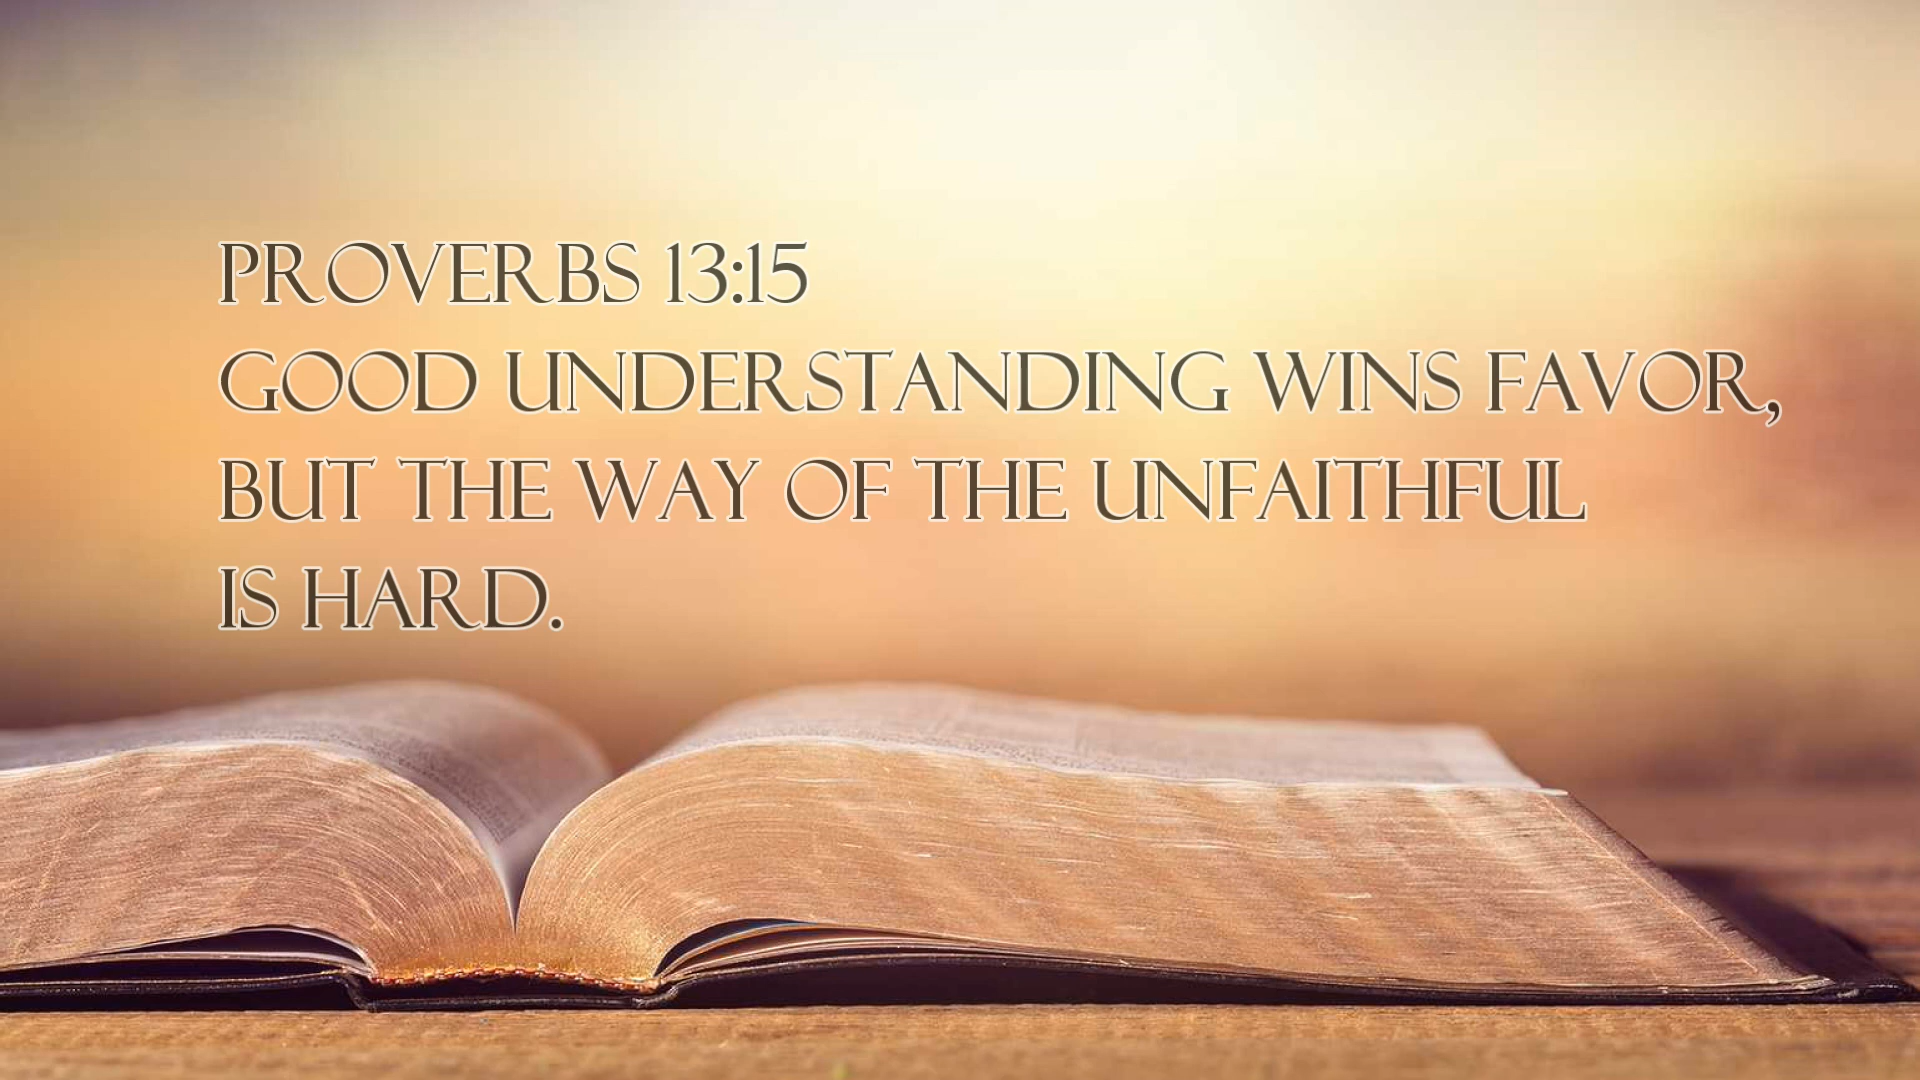 PROVERBS 13:15
GOOD UNDERSTANDING WINS FAVOR,
BUT THE WAY OF THE UNFAITHFUL
IS HARD.